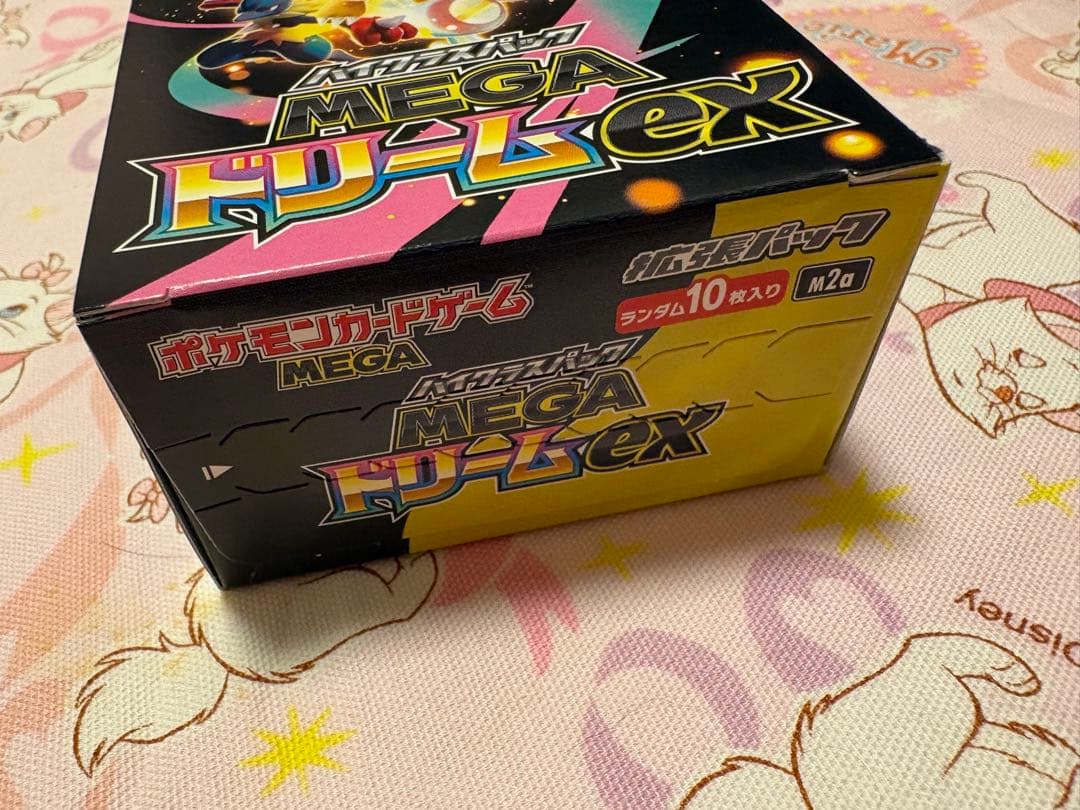 ハイクラスパック
MEGA
ドリームex
拡張パック
ランダム10枚入り
M2a
ポケモンカードゲーム
MEGA
ハイクラスパック
MEGA
ドリームex
Marie
Disney